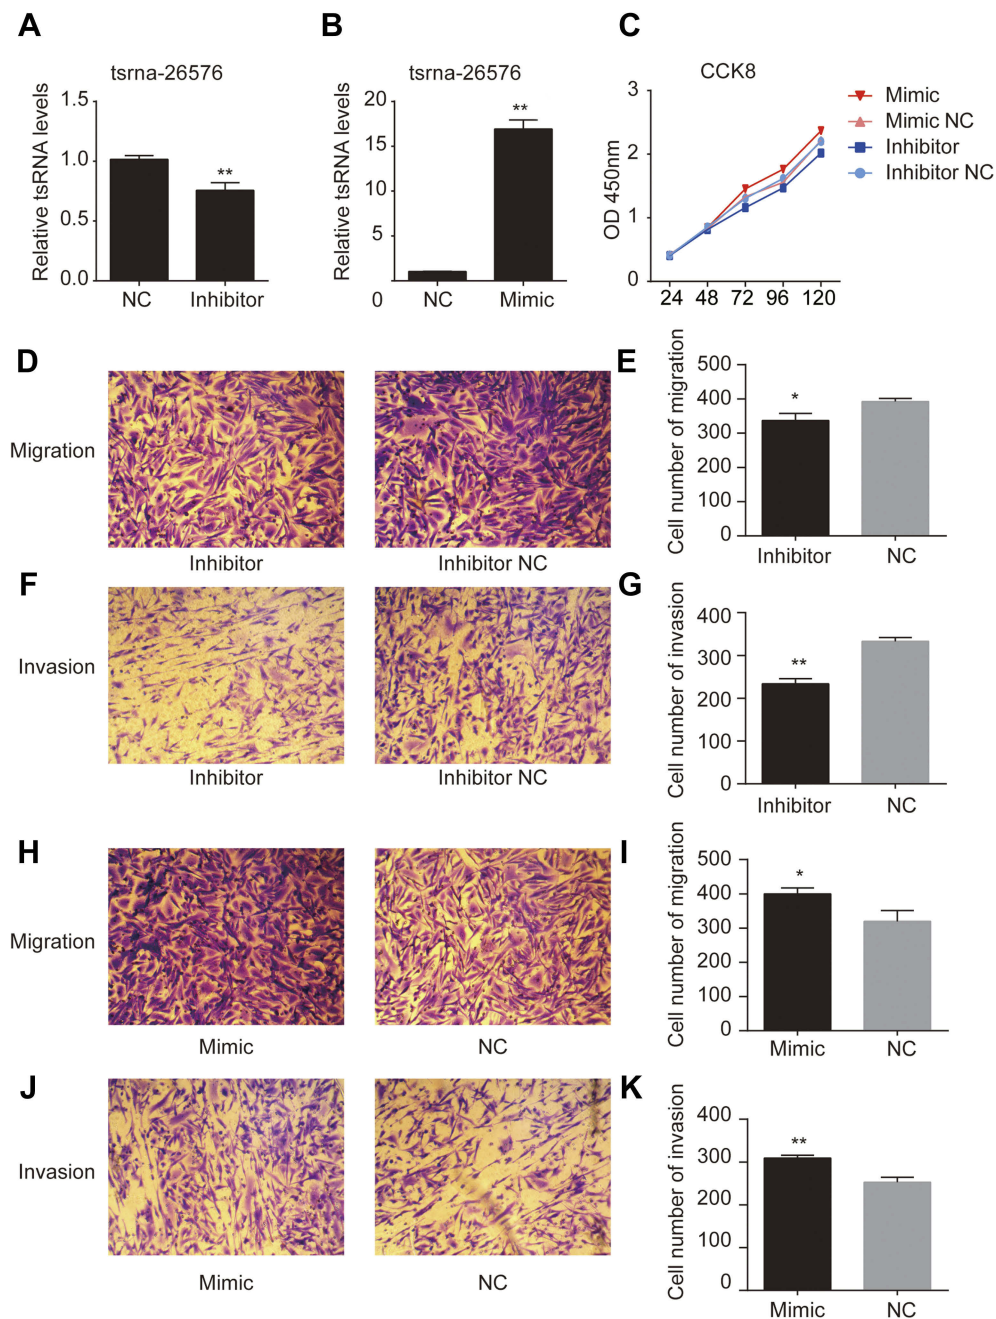 A
B
C
tsrna-26576
Relative tsRNA levels
1.5
1.0
0.5
0.0
**
NC
Inhibitor
tsrna-26576
Relative tsRNA levels
20
15
10
5
0
**
NC
Mimic
CCK8
OD 450nm
3
2
1
0
24
48
72
96
120
Mimic
Mimic NC
Inhibitor
Inhibitor NC
D
Migration
Inhibitor
Inhibitor NC
E
Cell number of migration
500
400
300
200
100
0
*
Inhibitor
NC
F
Invasion
Inhibitor
Inhibitor NC
G
Cell number of invasion
400
300
200
100
0
**
Inhibitor
NC
H
Migration
Mimic
NC
I
Cell number of migration
500
400
300
200
100
0
*
Mimic
NC
J
Invasion
Mimic
NC
K
Cell number of invasion
400
300
200
100
0
**
Mimic
NC